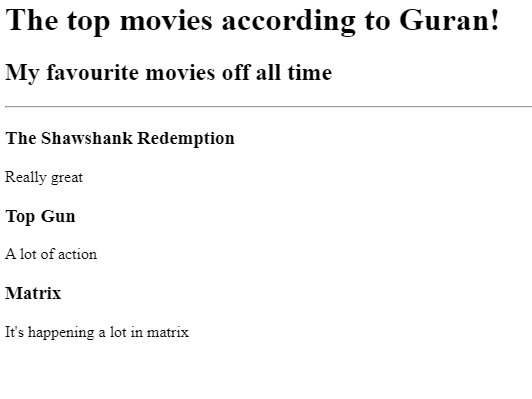 The top movies according to Guran!
My favourite movies off all time
The Shawshank Redemption
Really great
Top Gun
A lot of action
Matrix
It's happening a lot in matrix